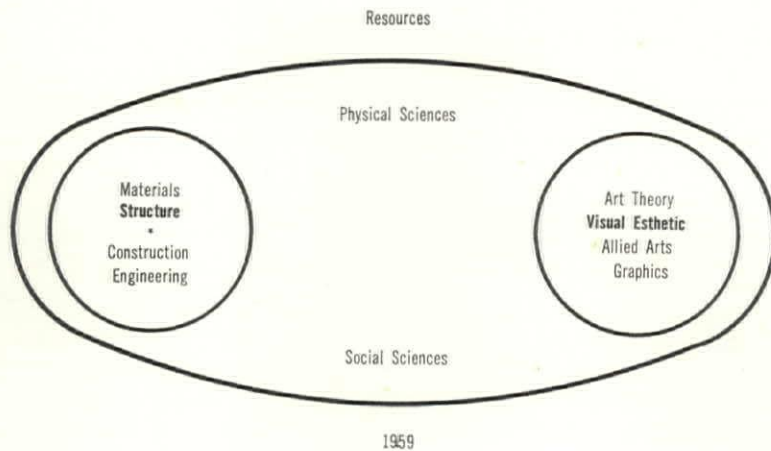 Resources
Physical Sciences
Materials
Structure
Construction
Engineering
Art Theory
Visual Esthetic
Allied Arts
Graphics
Social Sciences
1959